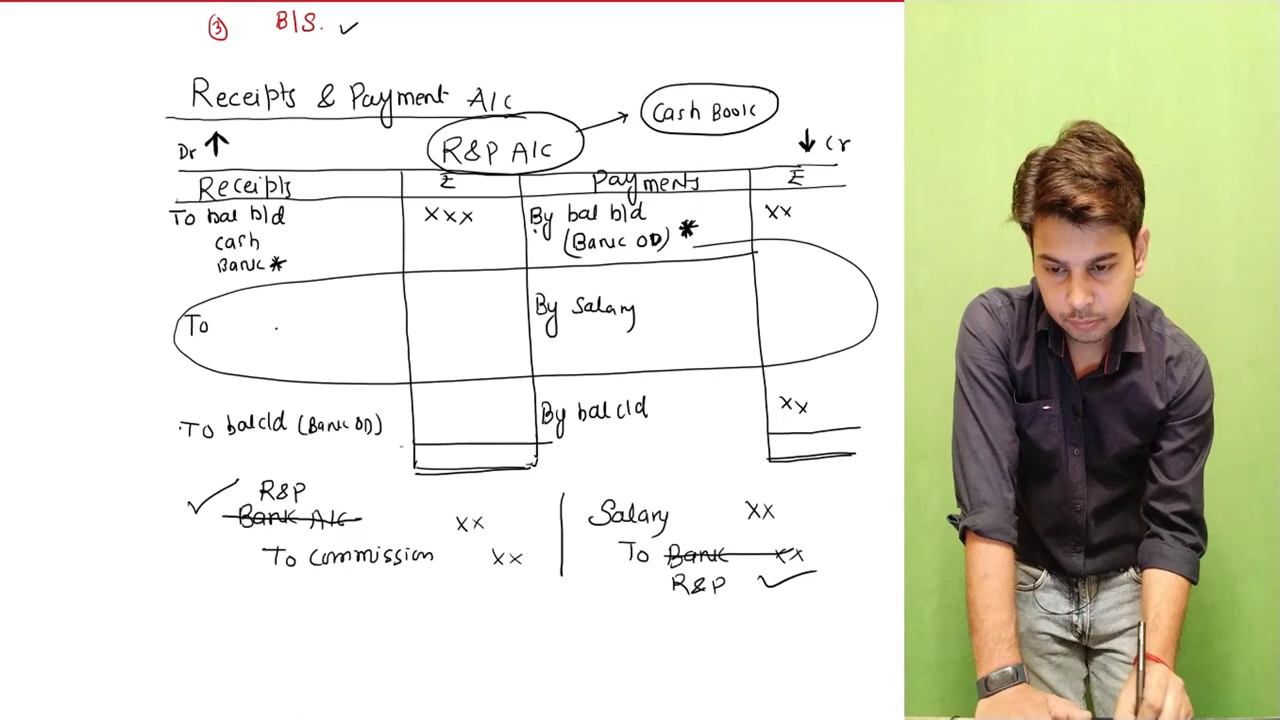 ③ B/S. ✓
Receipts & Payment A/c
Cash Book
R&P A/c
Dr ↑
↓ Cr
Receipts ₹ Payments ₹
To bal b/d xxx By bal b/d xx
cash (Bank OD) *
Bank *
To By Salary
To bal c/d (Bank OD) By bal c/d xx
✓ R&P
Bank A/c xx Salary xx
To commission xx To Bank xx
R&P ✓